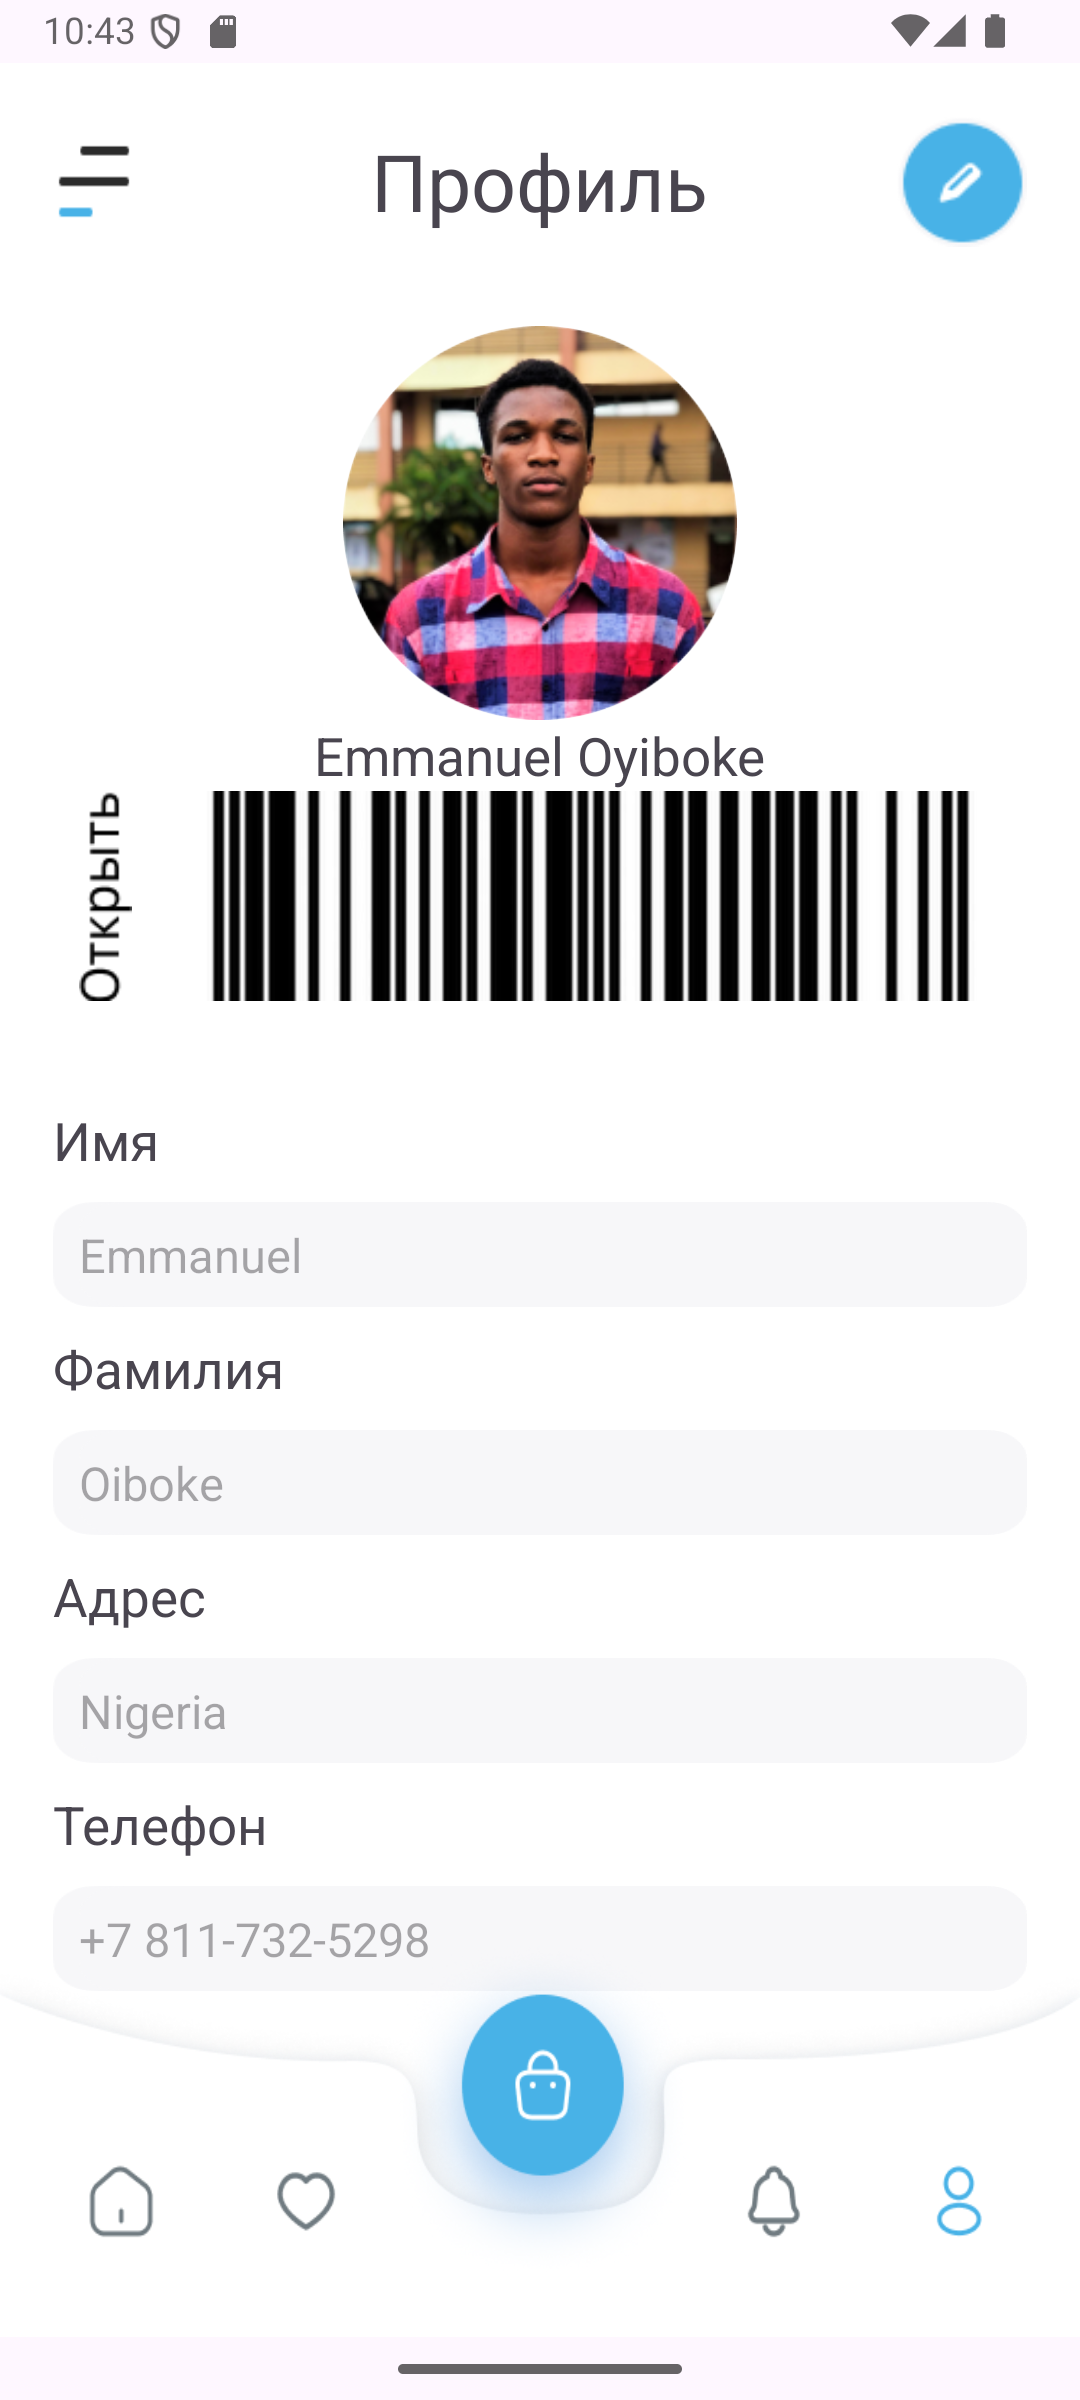 10:43
Профиль
Emmanuel Oyiboke
Открыть
Имя
Emmanuel
Фамилия
Oiboke
Адрес
Nigeria
Телефон
+7 811-732-5298